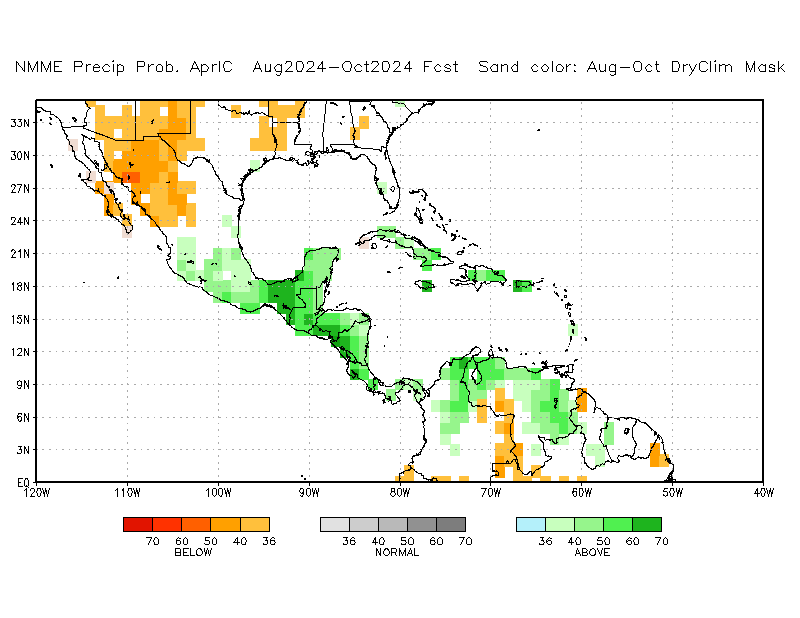 NMME Precip Prob. AprIC Aug2024-Oct2024 Fcst Sand color: Aug-Oct DryClim Mask
33N
30N
27N
24N
21N
18N
15N
12N
9N
6N
3N
EQ
120W 110W 100W 90W 80W 70W 60W 50W 40W
70 60 50 40 36 36 40 50 60 70 36 40 50 60 70
BELOW NORMAL ABOVE